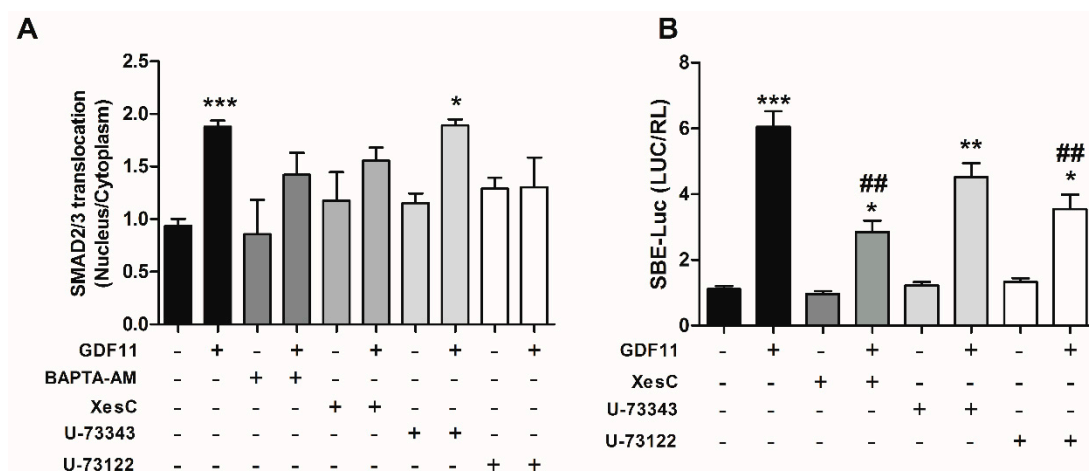 A
SMAD2/3 translocation
(Nucleus/Cytoplasm)
2.5
2.0
1.5
1.0
0.5
0.0
***
*
GDF11 - + - + - + - + - +
BAPTA-AM - - + + - - - - - -
XesC - - - - + + - - - -
U-73343 - - - - - - + + - -
U-73122 - - - - - - - - + +
B
SBE-Luc (LUC/RL)
8
6
4
2
0
***
##
*
**
##
*
GDF11 - + - + - + - +
XesC - - + + - - - -
U-73343 - - - - + + - -
U-73122 - - - - - - + +